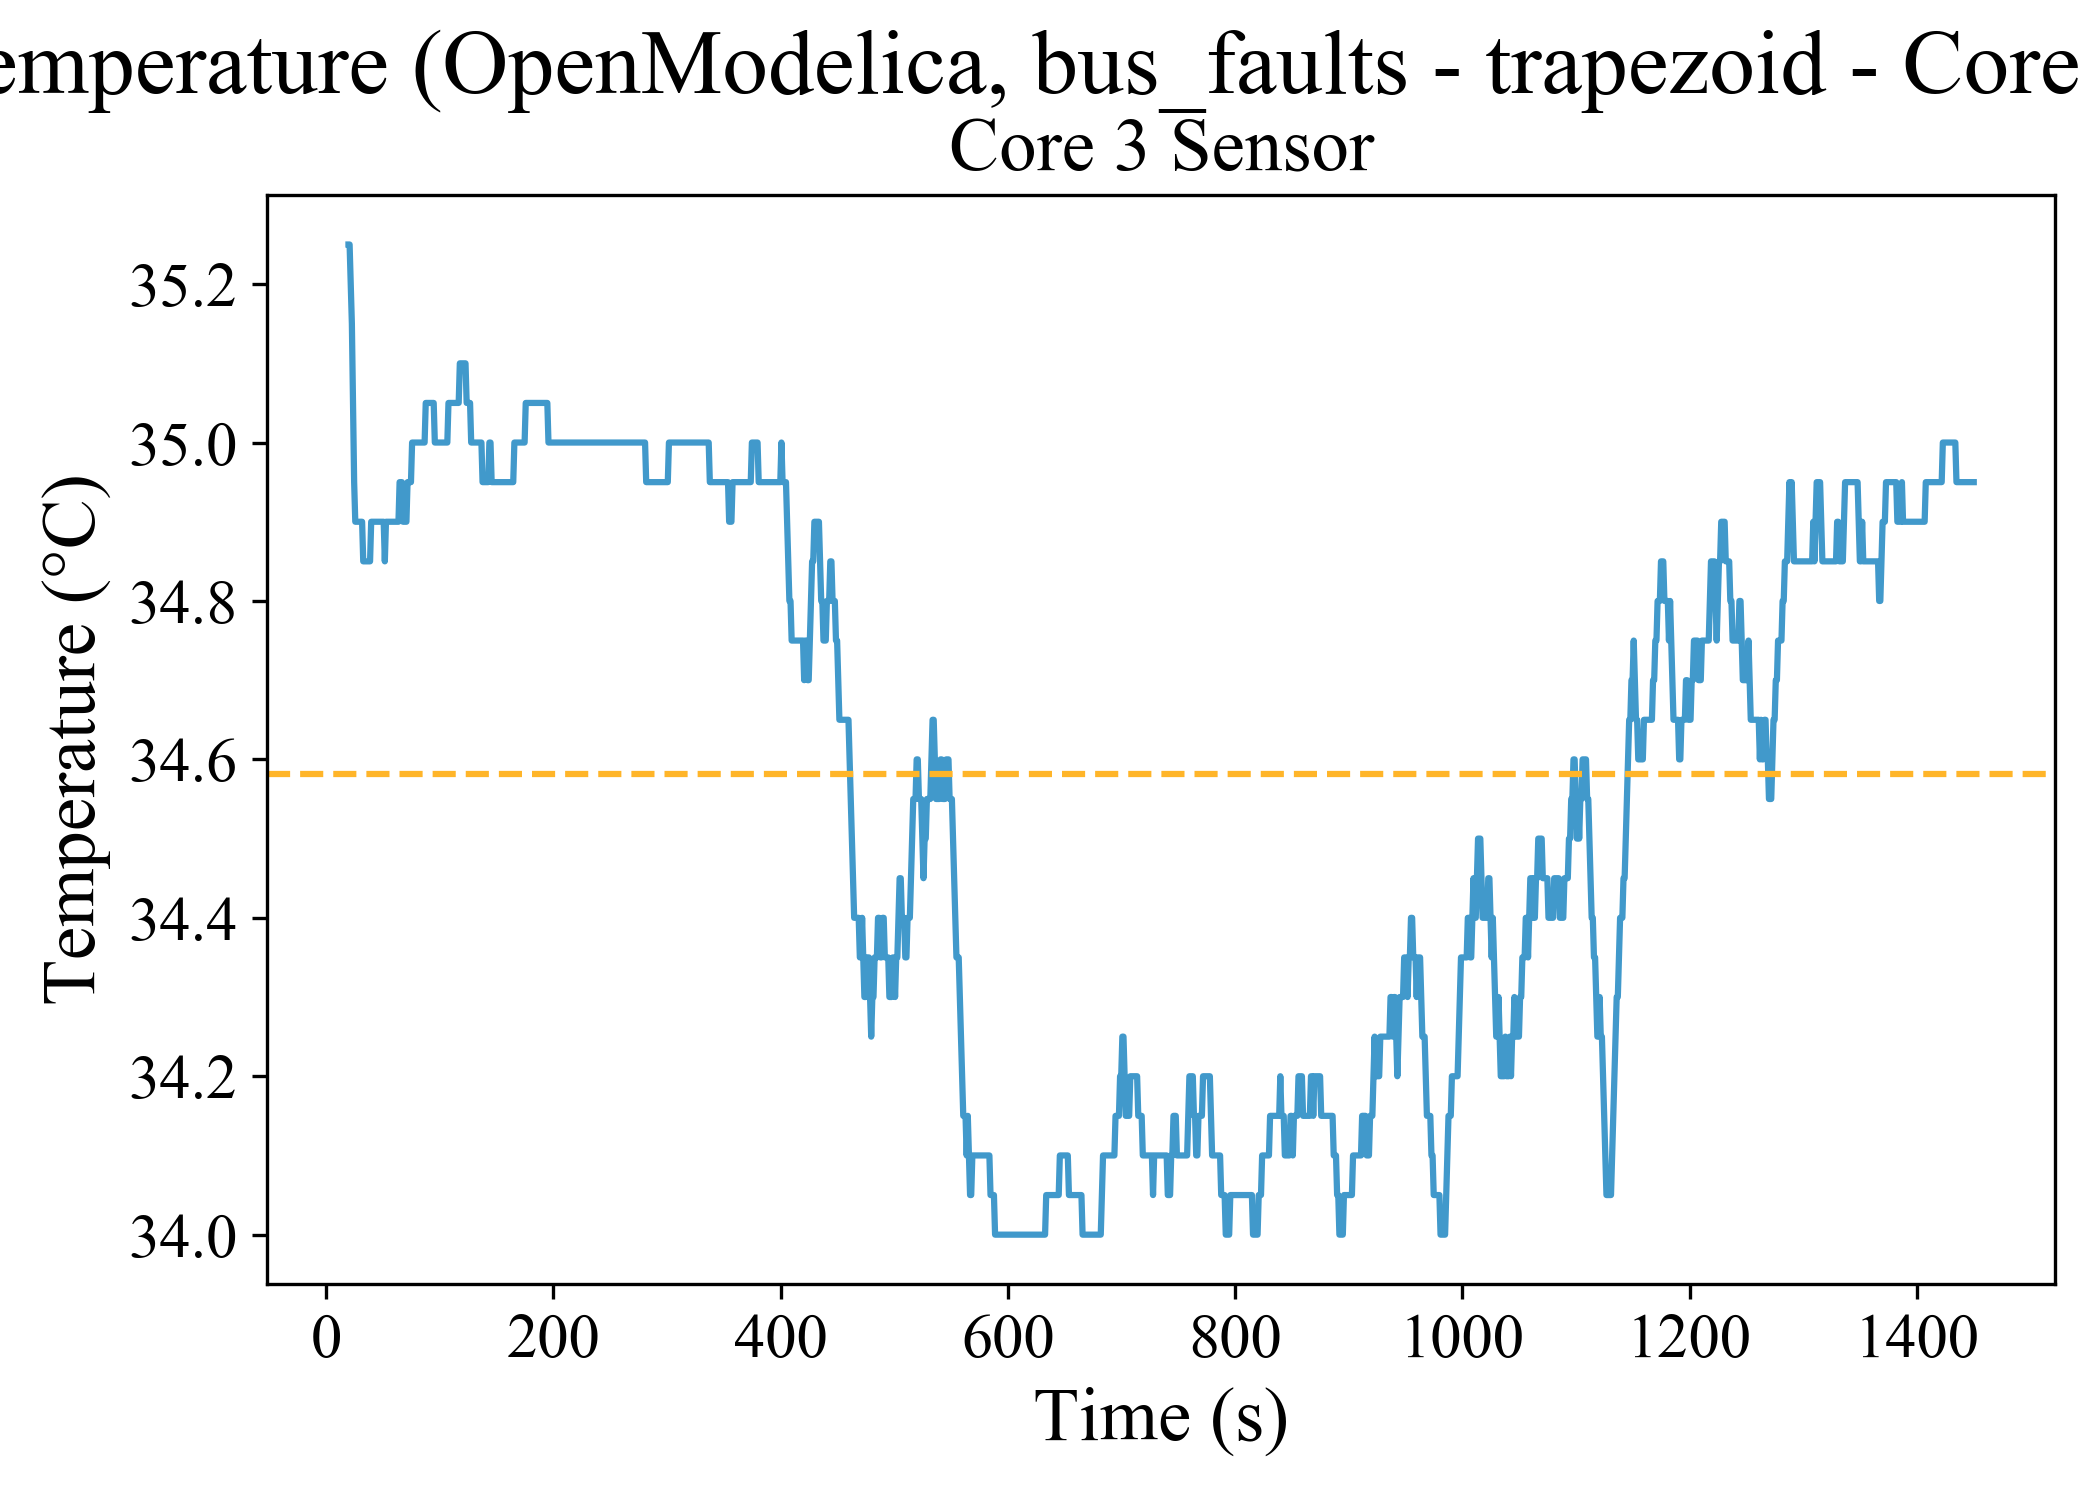 emperature (OpenModelica, bus_faults - trapezoid - Core
Core 3 Sensor
Temperature (°C)
35.2
35.0
34.8
34.6
34.4
34.2
34.0
0 200 400 600 800 1000 1200 1400
Time (s)